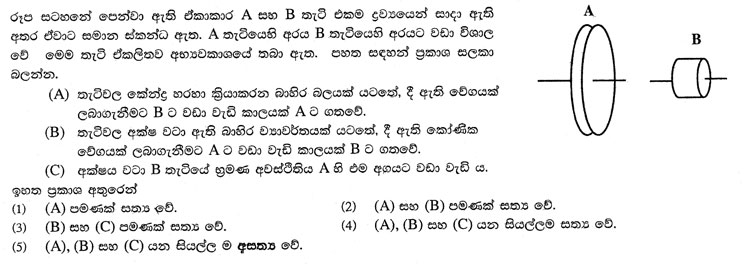 රූප සටහනේ පෙන්වා ඇති ඒකාකාර A සහ B තැටි එකම ද්‍රව්‍යයෙන් සාදා ඇති
අතර ඒවාට සමාන ස්කන්ධ ඇත. A තැටියෙහි අරය B තැටියෙහි අරයට වඩා විශාල
වේ මෙම තැටි ඒකලිතව අභ්‍යවකාශයේ තබා ඇත. පහත සඳහන් ප්‍රකාශ සලකා
බලන්න.
(A) තැටිවල කේන්ද්‍ර හරහා ක්‍රියාකරන බාහිර බලයක් යටතේ, දී ඇති වේගයක්
ලබාගැනීමට B ට වඩා වැඩි කාලයක් A ට ගතවේ.
(B) තැටිවල අක්ෂ වටා ඇති බාහිර ව්‍යාවර්තයක් යටතේ, දී ඇති කෝණික
වේගයක් ලබාගැනීමට A ට වඩා වැඩි කාලයක් B ට ගතවේ.
(C) අක්ෂය වටා B තැටියේ භ්‍රමණ අවස්ථිතිය A හි එම අගයට වඩා වැඩි ය.
ඉහත ප්‍රකාශ අතුරෙන්
(1) (A) පමණක් සත්‍ය වේ. (2) (A) සහ (B) පමණක් සත්‍ය වේ.
(3) (B) සහ (C) පමණක් සත්‍ය වේ. (4) (A), (B) සහ (C) යන සියල්ලම සත්‍ය වේ.
(5) (A), (B) සහ (C) යන සියල්ල ම අසත්‍ය වේ.
A
B